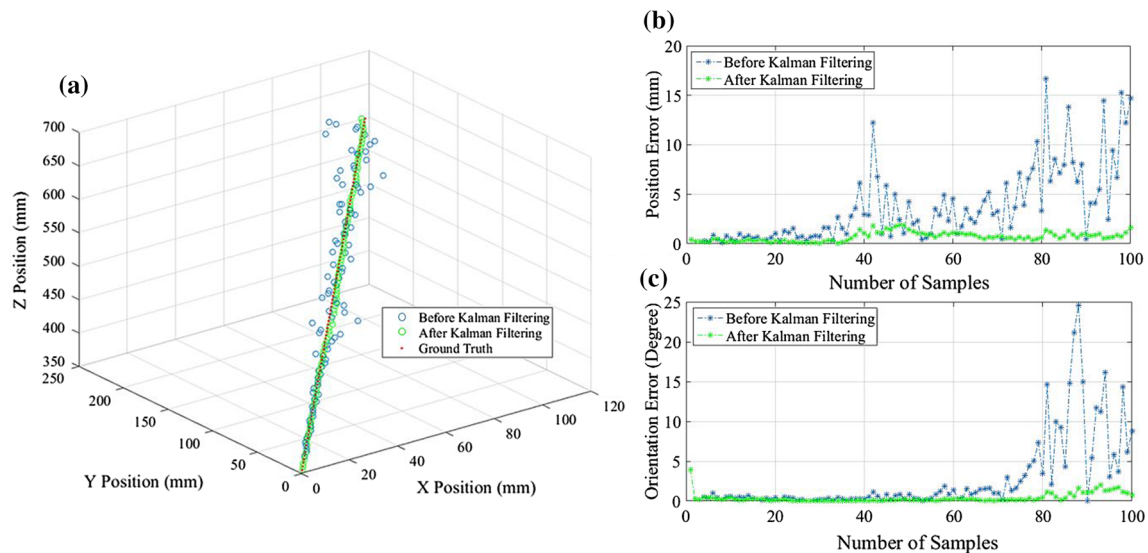 (a)
700
650
600
550
500
450
400
350
Z Position (mm)
250
200
150
100
50
0
Y Position (mm)
0
20
40
60
80
100
120
X Position (mm)
Before Kalman Filtering
After Kalman Filtering
Ground Truth
(b)
20
15
10
5
0
Position Error (mm)
Before Kalman Filtering
After Kalman Filtering
0 20 40 60 80 100
Number of Samples
(c)
25
20
15
10
5
0
Orientation Error (Degree)
Before Kalman Filtering
After Kalman Filtering
0 20 40 60 80 100
Number of Samples